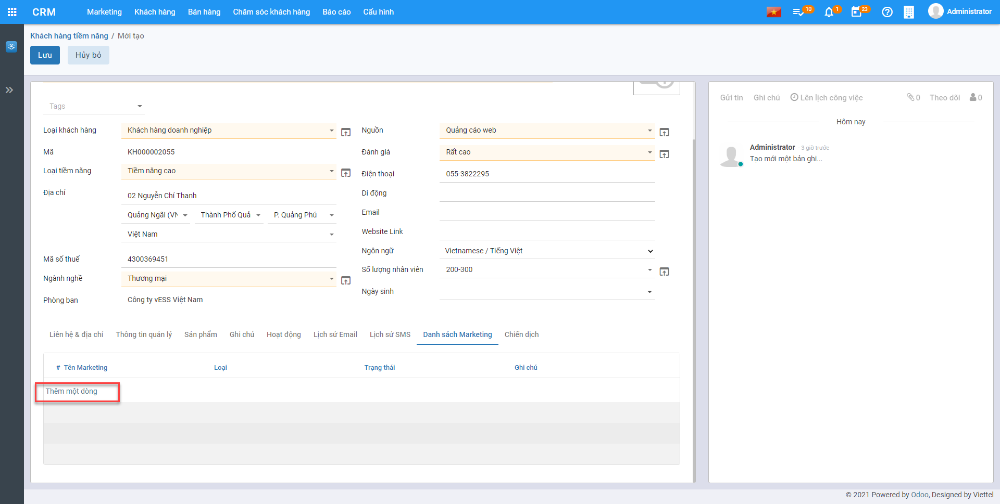 CRM Marketing Khách hàng Bán hàng Chăm sóc khách hàng Báo cáo Cấu hình 10 1 23 Administrator
Khách hàng tiềm năng / Mới tạo
Lưu Hủy bỏ
Tags
Loại khách hàng Khách hàng doanh nghiệp
Mã KH000002055
Loại tiềm năng Tiềm năng cao
Địa chỉ 02 Nguyễn Chí Thanh
Quảng Ngãi (VN Thành Phố Quả P. Quảng Phú
Việt Nam
Mã số thuế 4300369451
Ngành nghề Thương mại
Phòng ban Công ty vESS Việt Nam
Nguồn Quảng cáo web
Đánh giá Rất cao
Điện thoại 055-3822295
Di động
Email
Website Link
Ngôn ngữ Vietnamese / Tiếng Việt
Số lượng nhân viên 200-300
Ngày sinh
Liên hệ & địa chỉ Thông tin quản lý Sản phẩm Ghi chú Hoạt động Lịch sử Email Lịch sử SMS Danh sách Marketing Chiến dịch
# Tên Marketing Loại Trạng thái Ghi chú
Thêm một dòng
Gửi tin Ghi chú Lên lịch công việc 0 Theo dõi 0
Hôm nay
Administrator - 3 giờ trước
Tạo mới một bản ghi...
© 2021 Powered by Odoo, Designed by Viettel